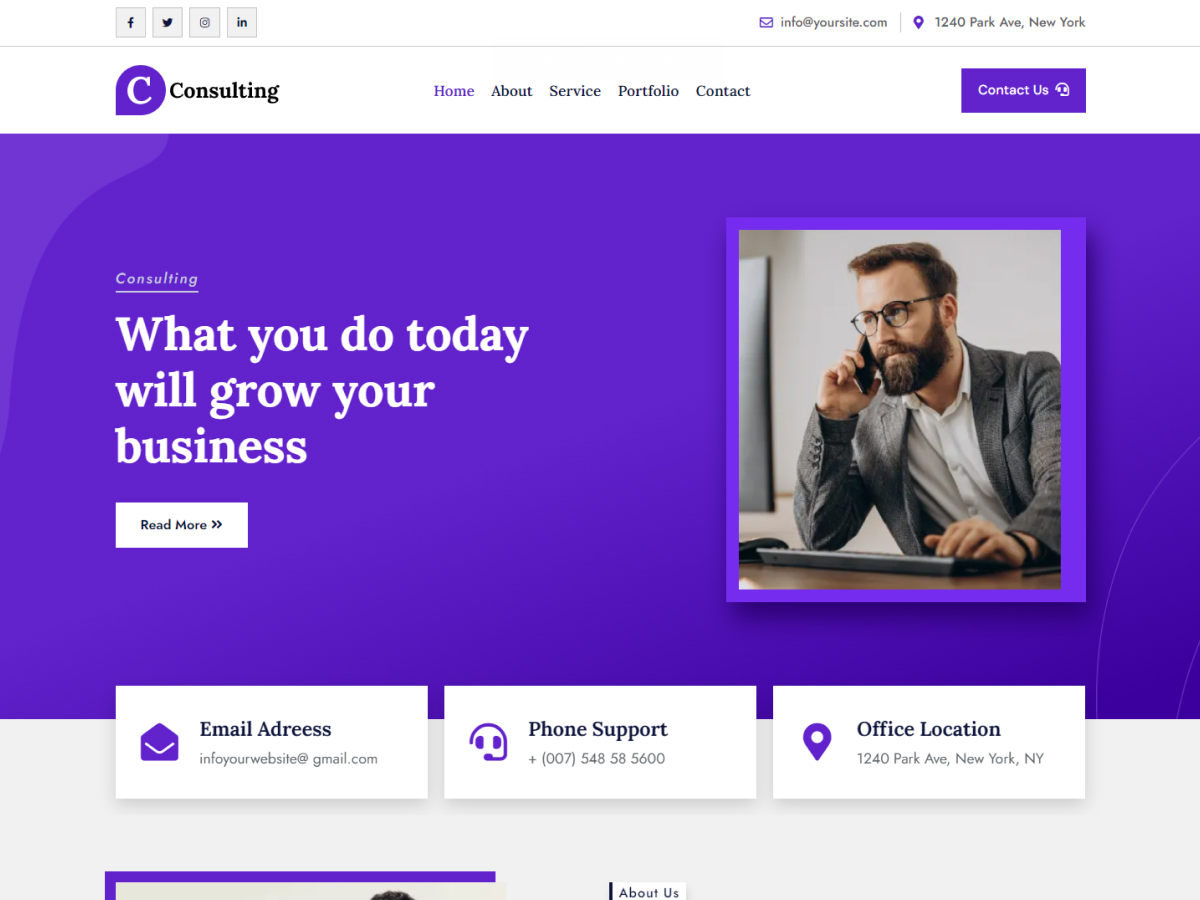 info@yoursite.com
1240 Park Ave, New York
C Consulting
Home About Service Portfolio Contact
Contact Us
Consulting
What you do today
will grow your
business
Read More
Email Adreess
infoyourwebsite@ gmail.com
Phone Support
+ (007) 548 58 5600
Office Location
1240 Park Ave, New York, NY
About Us